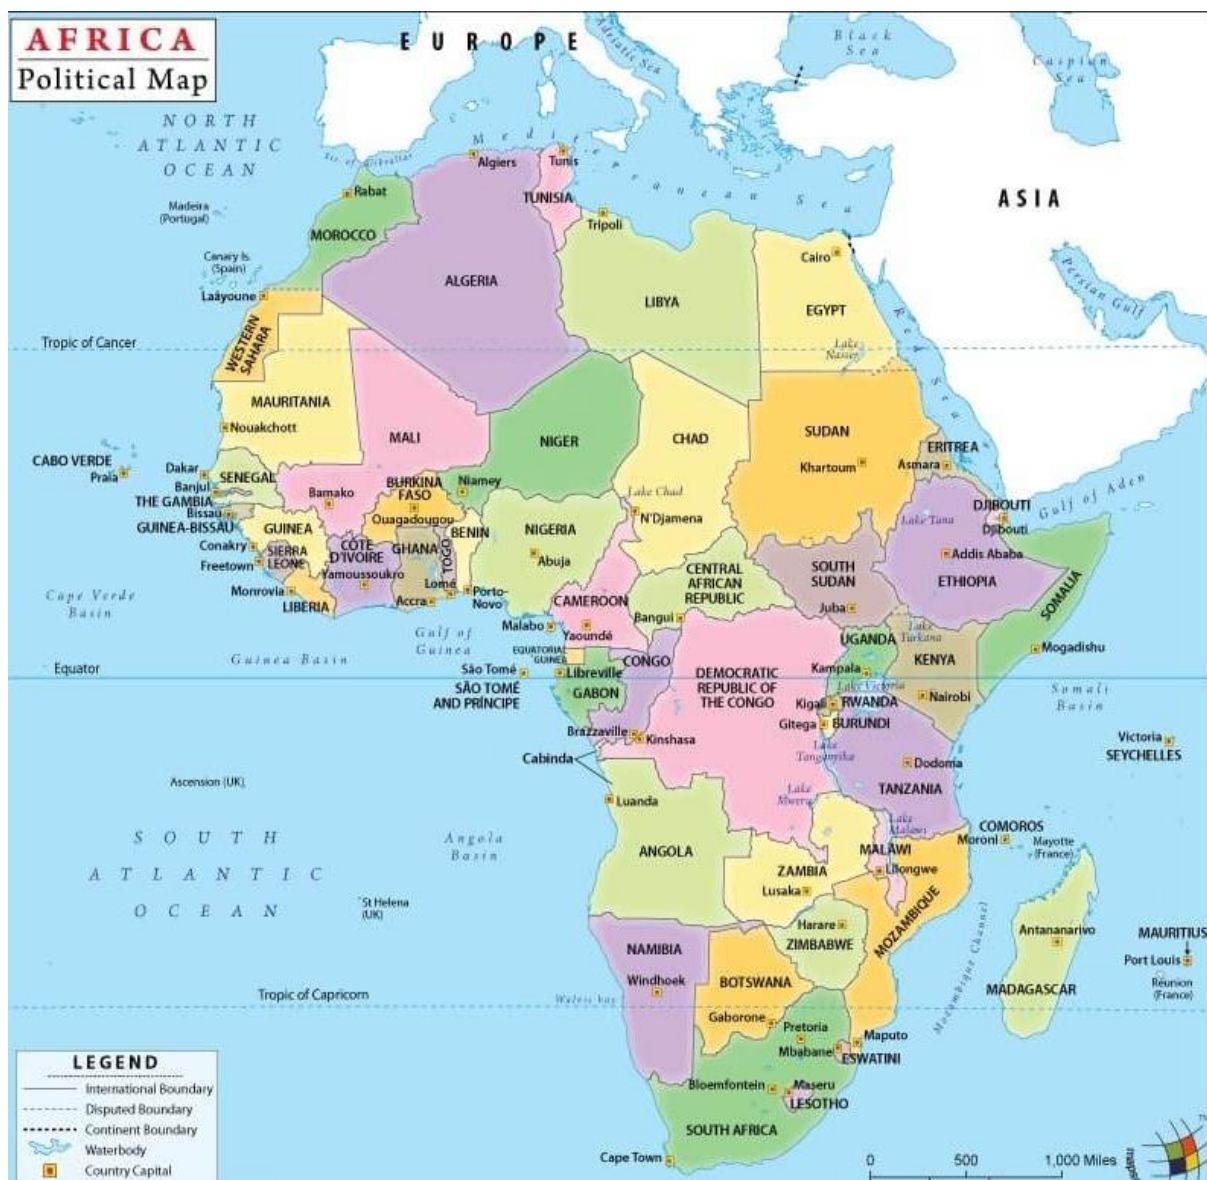 AFRICA
Political Map
EUROPE
ASIA
NORTH
ATLANTIC
OCEAN
Adriatic Sea
Black
Sea
Caspian
Sea
Mediterranean Sea
Str. of Gibraltar
Persian Gulf
Red Sea
Gulf of Aden
Madeira
(Portugal)
Canary Is.
(Spain)
Rabat
MOROCCO
Algiers
ALGERIA
Tunis
TUNISIA
Tripoli
LIBYA
Cairo
EGYPT
Lake
Nasser
Laâyoune
WESTERN
SAHARA
Tropic of Cancer
MAURITANIA
Nouakchott
MALI
Bamako
NIGER
Niamey
CHAD
Lake Chad
N'Djamena
SUDAN
Khartoum
ERITREA
Asmara
CABO VERDE
Praia
Dakar
SENEGAL
Banjul
THE GAMBIA
Bissau
GUINEA-BISSAU
GUINEA
Conakry
SIERRA
LEONE
Freetown
Monrovia
LIBERIA
CÔTE
D'IVOIRE
Yamoussoukro
BURKINA
FASO
Ouagadougou
GHANA
Accra
TOGO
Lomé
BENIN
Porto-
Novo
NIGERIA
Abuja
CAMEROON
Yaoundé
Malabo
EQUATORIAL
GUINEA
CENTRAL
AFRICAN
REPUBLIC
Bangui
SOUTH
SUDAN
Juba
Lake Tana
DJIBOUTI
Djibouti
Addis Ababa
ETHIOPIA
SOMALIA
Mogadishu
Cape Verde
Basin
Guinea Basin
Gulf of
Guinea
Equator
São Tomé
SÃO TOMÉ
AND PRÍNCIPE
Libreville
GABON
CONGO
Brazzaville
Kinshasa
DEMOCRATIC
REPUBLIC OF
THE CONGO
UGANDA
Kampala
Lake
Turkana
KENYA
Nairobi
Lake Victoria
Kigali
RWANDA
Gitega
BURUNDI
Lake
Tanganyika
Dodoma
TANZANIA
Somali
Basin
Victoria
SEYCHELLES
Cabinda
Ascension (UK)
Luanda
ANGOLA
Angola
Basin
Lake
Mweru
Lake
Malawi
MALAWI
Lilongwe
ZAMBIA
Lusaka
COMOROS
Moroni
Mayotte
(France)
SOUTH
ATLANTIC
OCEAN
St Helena
(UK)
Harare
ZIMBABWE
MOZAMBIQUE
Mozambique Channel
Antananarivo
MADAGASCAR
MAURITIUS
Port Louis
Réunion
(France)
NAMIBIA
Windhoek
Tropic of Capricorn
BOTSWANA
Gaborone
Pretoria
Mbabane
Maputo
ESWATINI
Bloemfontein
Maseru
LESOTHO
SOUTH AFRICA
Cape Town
LEGEND
International Boundary
Disputed Boundary
Continent Boundary
Waterbody
Country Capital
0 500 1,000 Miles